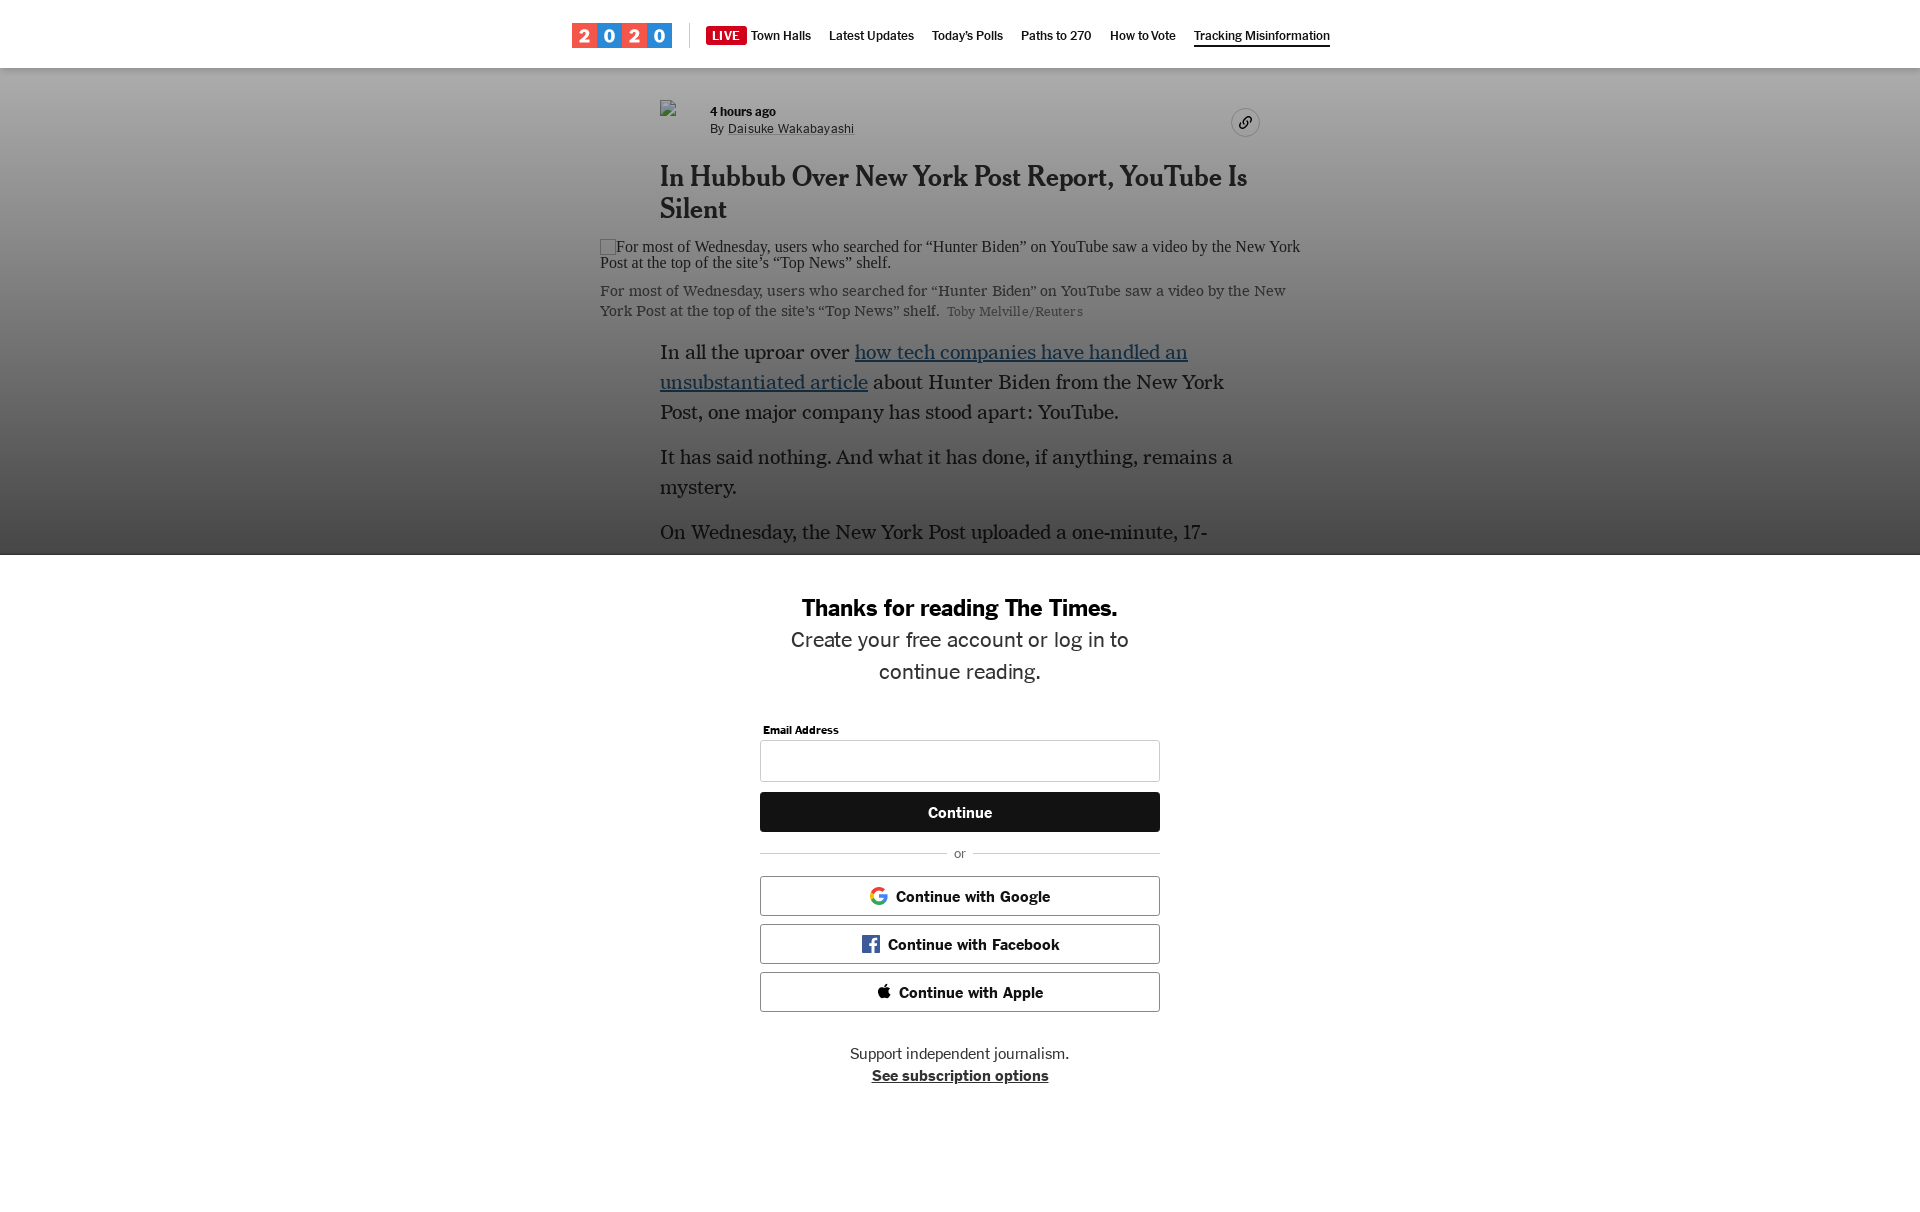 2020
LIVE Town Halls Latest Updates Today's Polls Paths to 270 How to Vote Tracking Misinformation
4 hours ago
By Daisuke Wakabayashi
In Hubbub Over New York Post Report, YouTube Is
Silent
For most of Wednesday, users who searched for “Hunter Biden” on YouTube saw a video by the New York
Post at the top of the site’s “Top News” shelf.
For most of Wednesday, users who searched for “Hunter Biden” on YouTube saw a video by the New
York Post at the top of the site’s “Top News” shelf. Toby Melville/Reuters
In all the uproar over how tech companies have handled an
unsubstantiated article about Hunter Biden from the New York
Post, one major company has stood apart: YouTube.
It has said nothing. And what it has done, if anything, remains a
mystery.
On Wednesday, the New York Post uploaded a one-minute, 17-
Thanks for reading The Times.
Create your free account or log in to
continue reading.
Email Address
Continue
or
Continue with Google
Continue with Facebook
Continue with Apple
Support independent journalism.
See subscription options